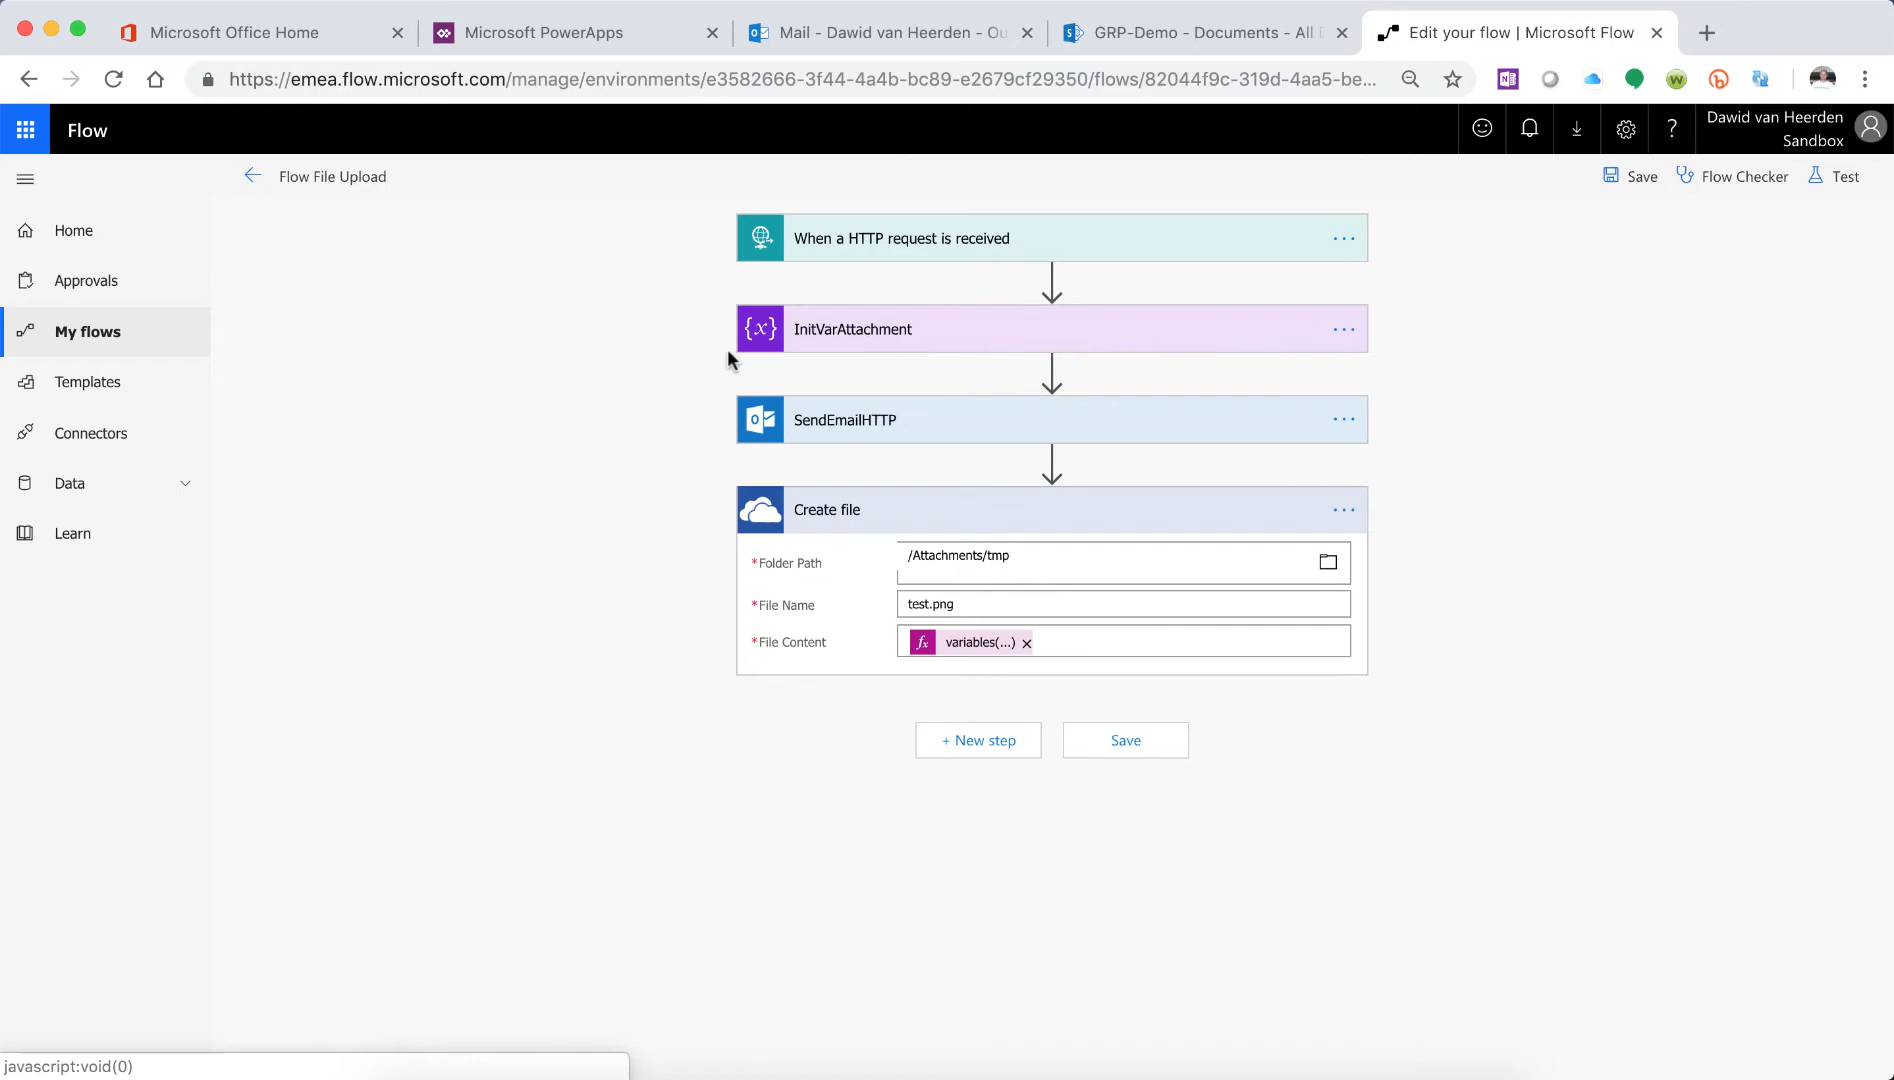 Microsoft Office Home
Microsoft PowerApps
Mail - Dawid van Heerden - Ou
GRP-Demo - Documents - All D
Edit your flow | Microsoft Flow
https://emea.flow.microsoft.com/manage/environments/e3582666-3f44-4a4b-bc89-e2679cf29350/flows/82044f9c-319d-4aa5-be...
Flow
Dawid van Heerden
Sandbox
Flow File Upload
Save
Flow Checker
Test
Home
Approvals
My flows
Templates
Connectors
Data
Learn
When a HTTP request is received
InitVarAttachment
SendEmailHTTP
Create file
*Folder Path
/Attachments/tmp
*File Name
test.png
*File Content
fx variables(...) ×
+ New step
Save
javascript:void(0)